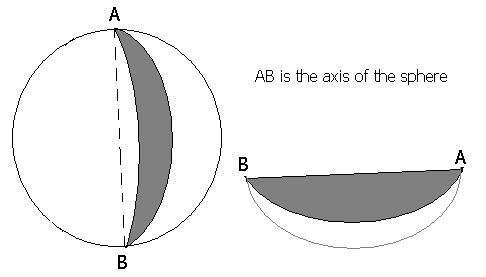 A
AB is the axis of the sphere
B A
B